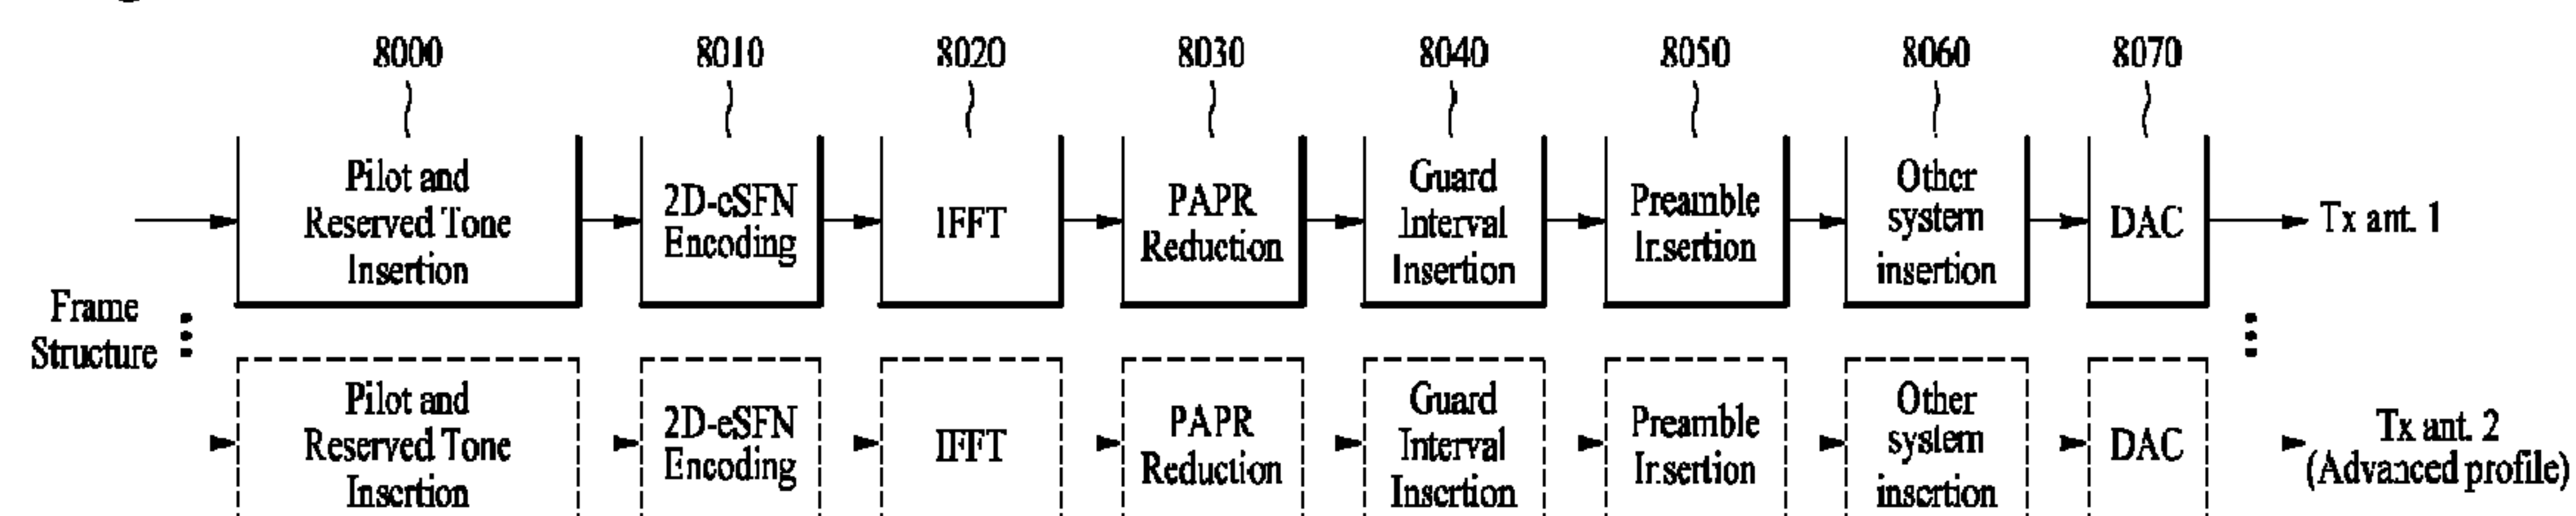 8000 8010 8020 8030 8040 8050 8060 8070
Pilot and
Reserved Tone
Insertion
2D-eSFN
Encoding
IFFT
PAPR
Reduction
Guard
Interval
Insertion
Preamble
Insertion
Other
system
insertion
DAC
Tx ant. 1
Frame
Structure
Pilot and
Reserved Tone
Insertion
2D-eSFN
Encoding
IFFT
PAPR
Reduction
Guard
Interval
Insertion
Preamble
Insertion
Other
system
insertion
DAC
Tx ant. 2
(Advanced profile)